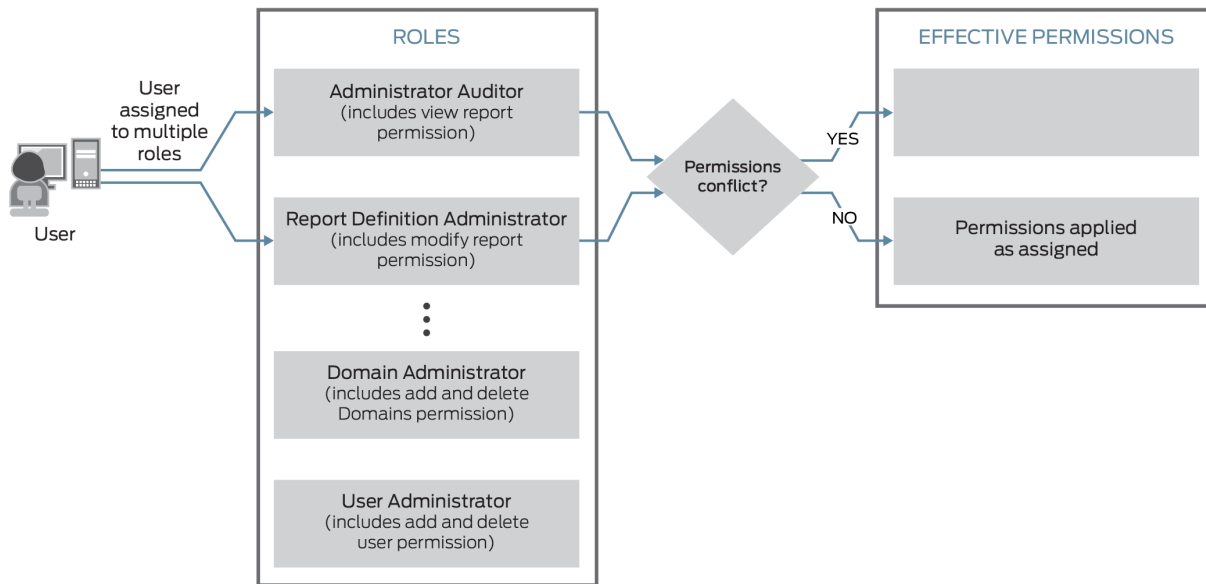 User
assigned
to multiple
roles
User
ROLES
Administrator Auditor
(includes view report
permission)
Report Definition Administrator
(includes modify report
permission)
Domain Administrator
(includes add and delete
Domains permission)
User Administrator
(includes add and delete
user permission)
Permissions
conflict?
YES
NO
EFFECTIVE PERMISSIONS
Permissions applied
as assigned